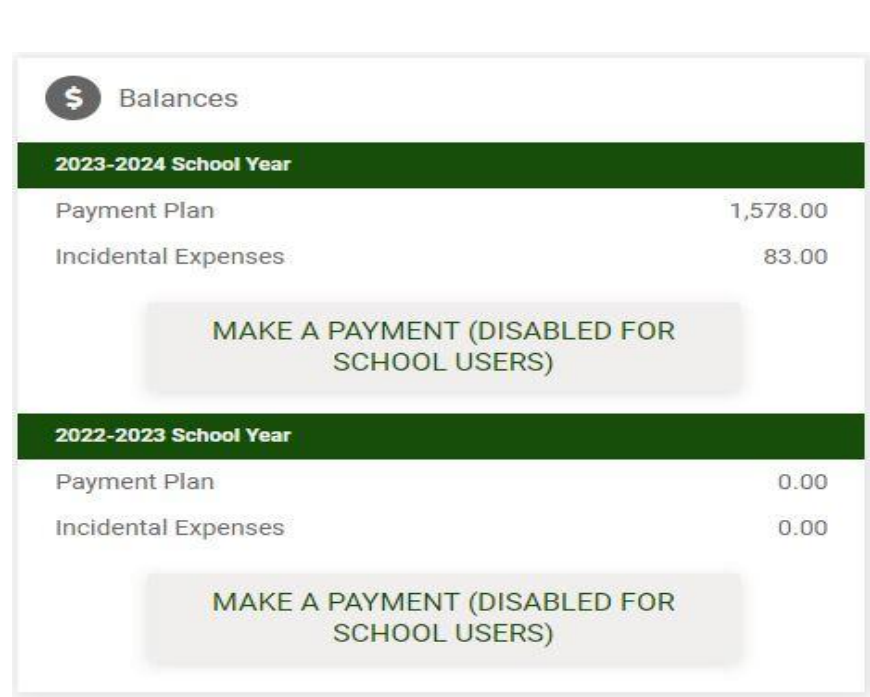 $ Balances
2023-2024 School Year
Payment Plan 1,578.00
Incidental Expenses 83.00
MAKE A PAYMENT (DISABLED FOR
SCHOOL USERS)
2022-2023 School Year
Payment Plan 0.00
Incidental Expenses 0.00
MAKE A PAYMENT (DISABLED FOR
SCHOOL USERS)